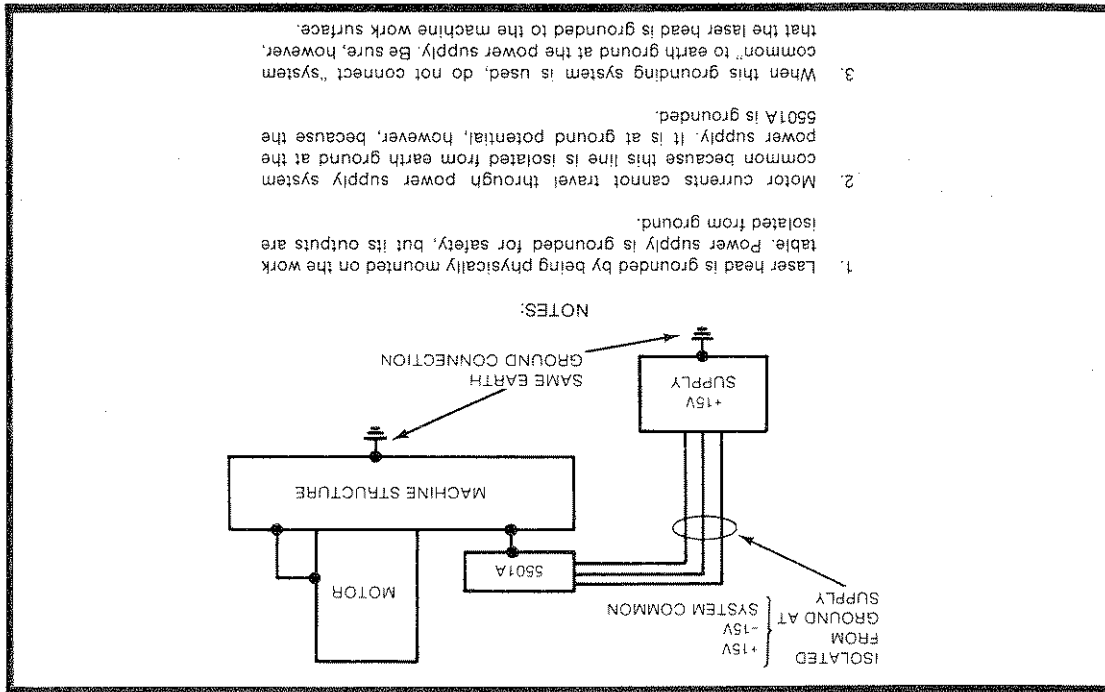 ISOLATED
FROM
GROUND AT
SUPPLY
+15V
-15V
SYSTEM COMMON
5501A
MOTOR
MACHINE STRUCTURE
+15V
SUPPLY
SAME EARTH
GROUND CONNECTION
NOTES:
1. Laser head is grounded by being physically mounted on the work
table. Power supply is grounded for safety, but its outputs are
isolated from ground.
2. Motor currents cannot travel through power supply system
common because this line is isolated from earth ground at the
power supply. It is at ground potential, however, because the
5501A is grounded.
3. When this grounding system is used, do not connect "system
common" to earth ground at the power supply. Be sure, however,
that the laser head is grounded to the machine work surface.